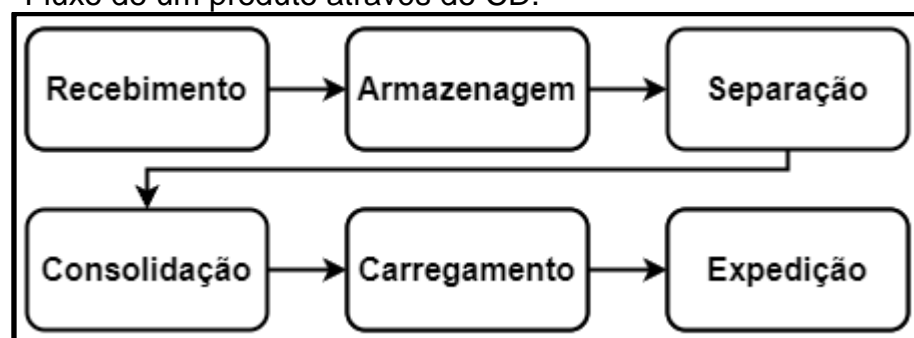 Fluxo de um produto através do CD.
Recebimento
Armazenagem
Separação
Consolidação
Carregamento
Expedição